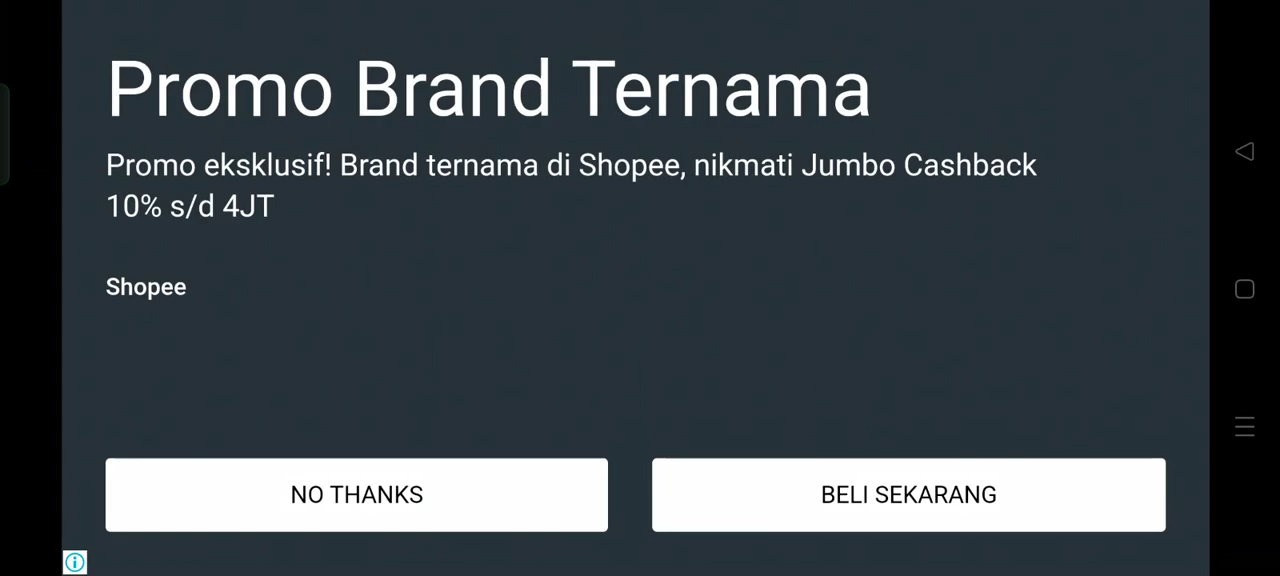 Promo Brand Ternama
Promo eksklusif! Brand ternama di Shopee, nikmati Jumbo Cashback
10% s/d 4JT
Shopee
NO THANKS
BELI SEKARANG